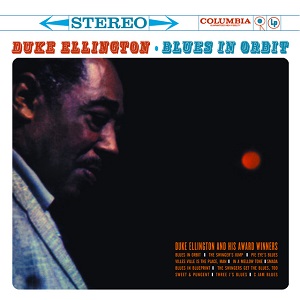 STEREO
COLUMBIA
LP
DUKE ELLINGTON • BLUES IN ORBIT
DUKE ELLINGTON AND HIS AWARD WINNERS
BLUES IN ORBIT • THE SWINGER'S JUMP • PIE EYE'S BLUES
VILLES VILLE IS THE PLACE, MAN • IN A MELLOW TONE • SMADA
BLUES IN BLUEPRINT • THE SWINGERS GET THE BLUES, TOO
SWEET & PUNGENT • THREE J'S BLUES • C JAM BLUES